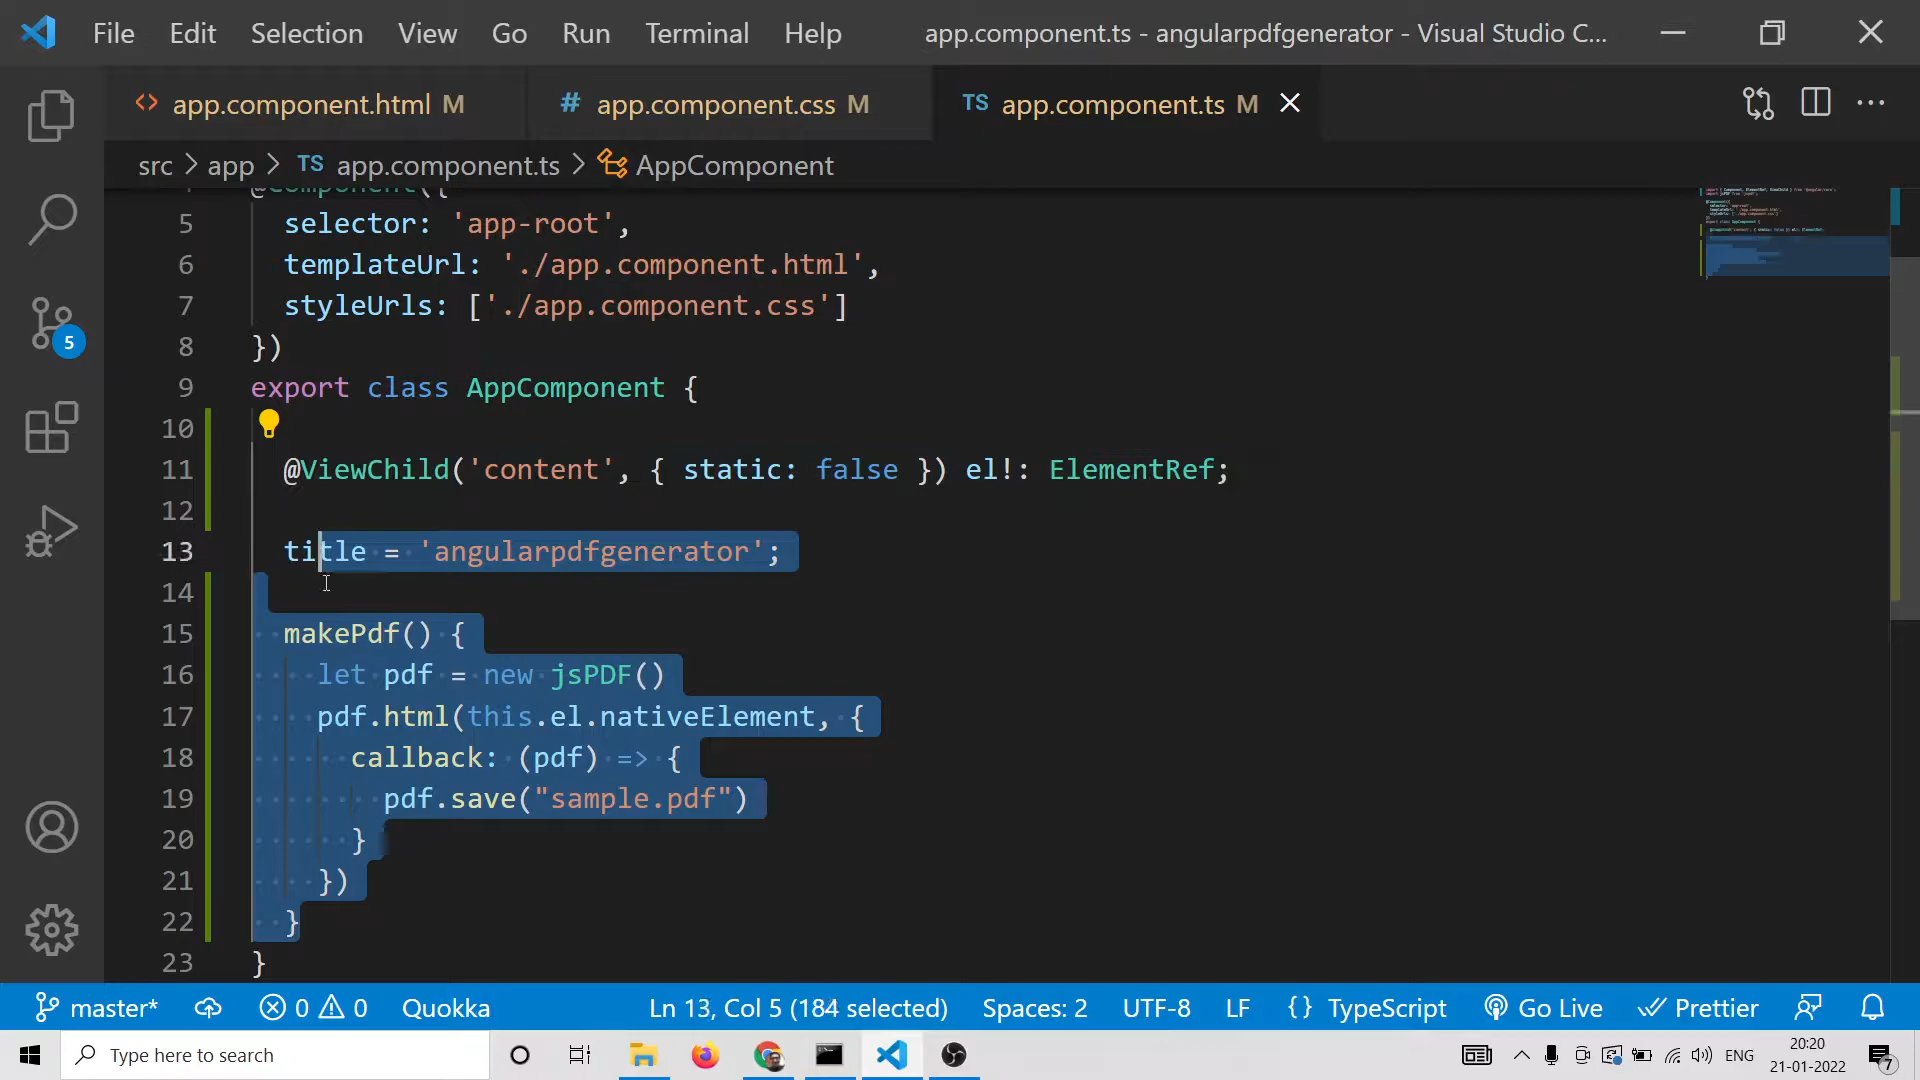 File Edit Selection View Go Run Terminal Help app.component.ts - angularpdfgenerator - Visual Studio C...
<> app.component.html M # app.component.css M TS app.component.ts M
src > app > TS app.component.ts > AppComponent
4 @Component({
5 selector: 'app-root',
6 templateUrl: './app.component.html',
7 styleUrls: ['./app.component.css']
8 })
9 export class AppComponent {
10
11 @ViewChild('content', { static: false }) el!: ElementRef;
12
13 title = 'angularpdfgenerator';
14
15 makePdf() {
16 let pdf = new jsPDF()
17 pdf.html(this.el.nativeElement, {
18 callback: (pdf) => {
19 pdf.save("sample.pdf")
20 }
21 })
22 }
23 }
5
master* 0 0 Quokka Ln 13, Col 5 (184 selected) Spaces: 2 UTF-8 LF {} TypeScript Go Live Prettier
Type here to search ENG 20:20
21-01-2022 7